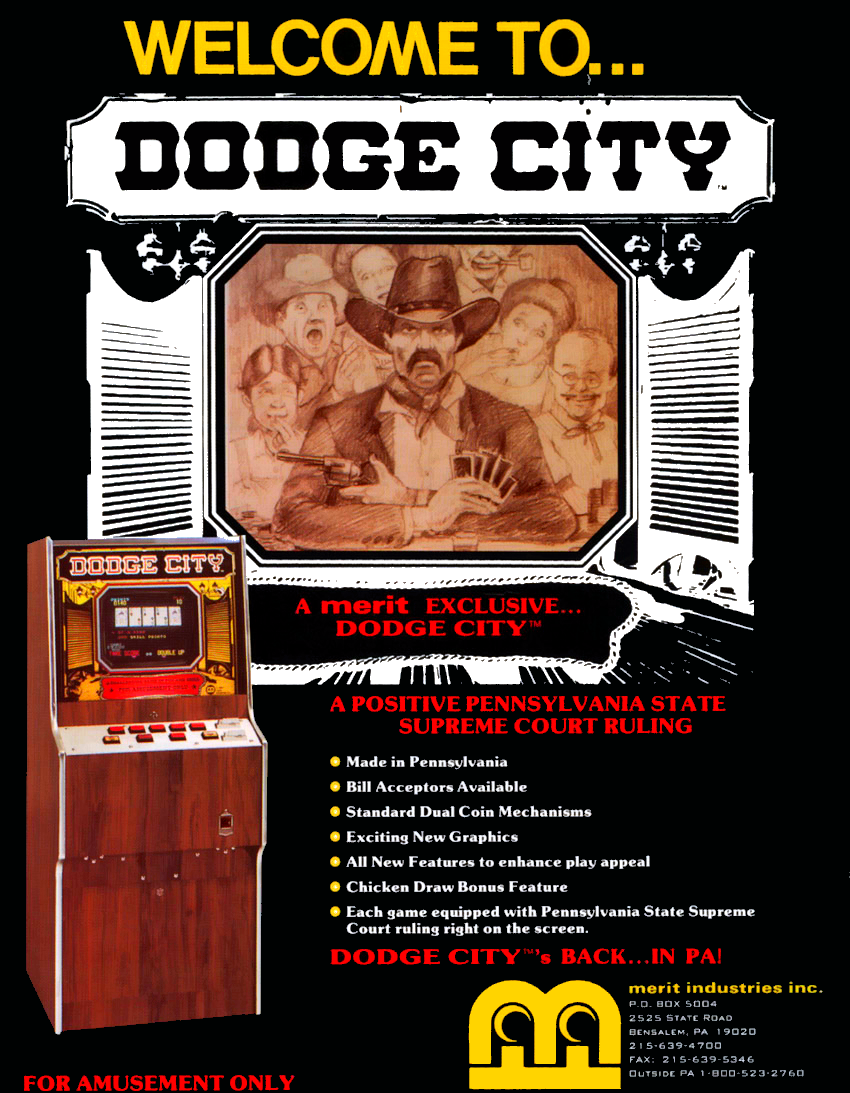 WELCOME TO...
DODGE CITY™
DODGE CITY
DOUBLE UP
FOR AMUSEMENT ONLY
A merit EXCLUSIVE...
DODGE CITY™
A POSITIVE PENNSYLVANIA STATE
SUPREME COURT RULING
Made in Pennsylvania
Bill Acceptors Available
Standard Dual Coin Mechanisms
Exciting New Graphics
All New Features to enhance play appeal
Chicken Draw Bonus Feature
Each game equipped with Pennsylvania State Supreme
Court ruling right on the screen.
DODGE CITY™'s BACK...IN PA!
merit industries inc.
P.O. BOX 5004
2525 STATE ROAD
BENSALEM, PA 19020
215-639-4700
FAX: 215-639-5346
OUTSIDE PA 1-800-523-2760
FOR AMUSEMENT ONLY